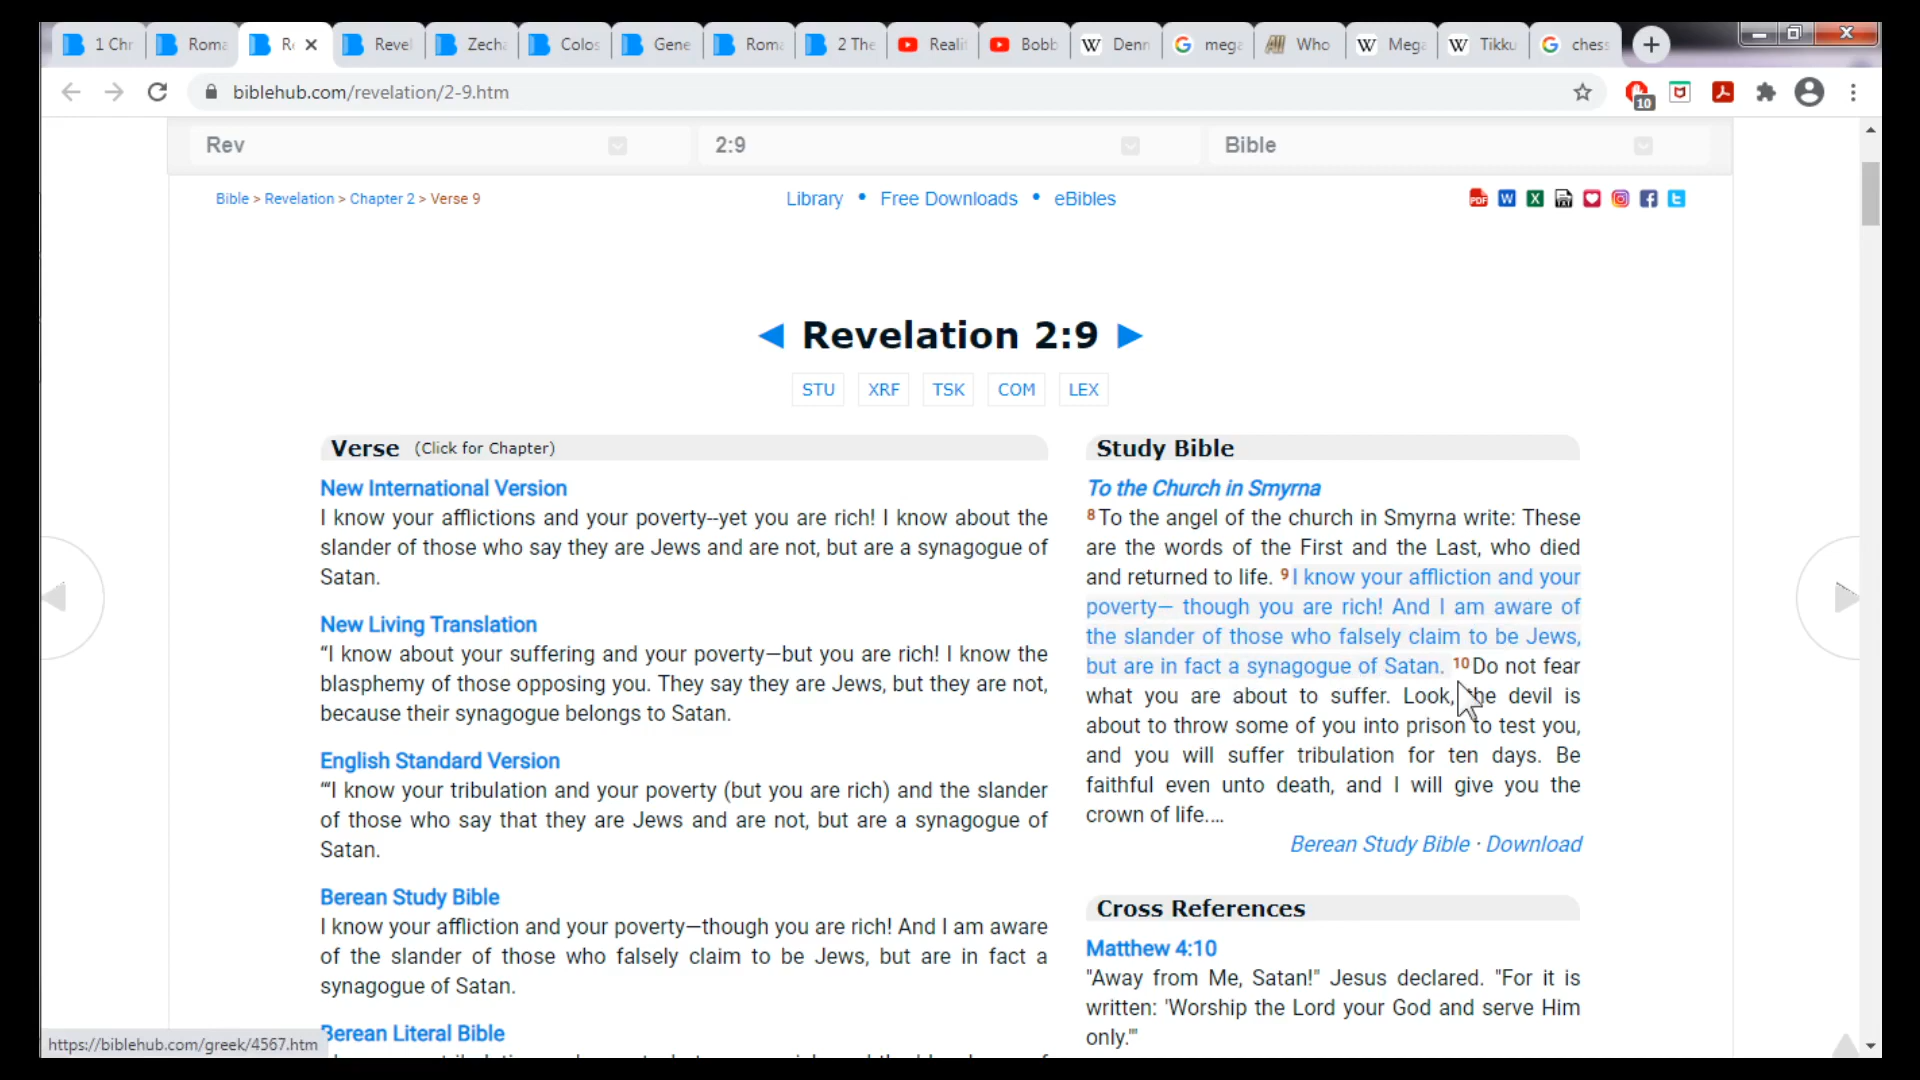 1 Chr
Roma
Re
Revel
Zecha
Colos
Gene
Roma
2 The
Realit
Bobb
Denn
mega
Who
Mega
Tikku
chess
biblehub.com/revelation/2-9.htm
10
Rev
2:9
Bible
Bible > Revelation > Chapter 2 > Verse 9
Library • Free Downloads • eBibles
◄ Revelation 2:9 ►
STU XRF TSK COM LEX
Verse (Click for Chapter)
New International Version
I know your afflictions and your poverty--yet you are rich! I know about the
slander of those who say they are Jews and are not, but are a synagogue of
Satan.
New Living Translation
“I know about your suffering and your poverty—but you are rich! I know the
blasphemy of those opposing you. They say they are Jews, but they are not,
because their synagogue belongs to Satan.
English Standard Version
“‘I know your tribulation and your poverty (but you are rich) and the slander
of those who say that they are Jews and are not, but are a synagogue of
Satan.
Berean Study Bible
I know your affliction and your poverty—though you are rich! And I am aware
of the slander of those who falsely claim to be Jews, but are in fact a
synagogue of Satan.
Berean Literal Bible
Study Bible
To the Church in Smyrna
8To the angel of the church in Smyrna write: These
are the words of the First and the Last, who died
and returned to life. 9I know your affliction and your
poverty— though you are rich! And I am aware of
the slander of those who falsely claim to be Jews,
but are in fact a synagogue of Satan. 10Do not fear
what you are about to suffer. Look, the devil is
about to throw some of you into prison to test you,
and you will suffer tribulation for ten days. Be
faithful even unto death, and I will give you the
crown of life.…
Berean Study Bible · Download
Cross References
Matthew 4:10
"Away from Me, Satan!" Jesus declared. "For it is
written: 'Worship the Lord your God and serve Him
only.'"
https://biblehub.com/greek/4567.htm